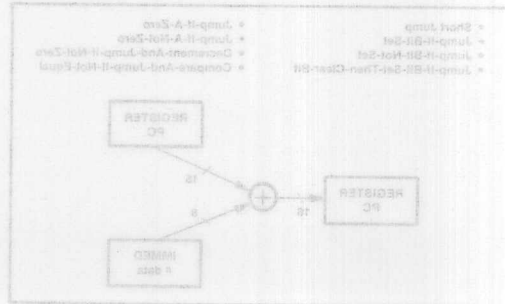 • Short Jump
• Jump-If-Bit-Set
• Jump-If-Bit-Not-Set
• Jump-If-Bit-Set-Then-Clear-Bit
• Jump-If-A-Zero
• Jump-If-A-Not-Zero
• Decrement-And-Jump-If-Not-Zero
• Compare-And-Jump-If-Not-Equal
REGISTER
PC
16
REGISTER
PC
16
8
IMMED
# data